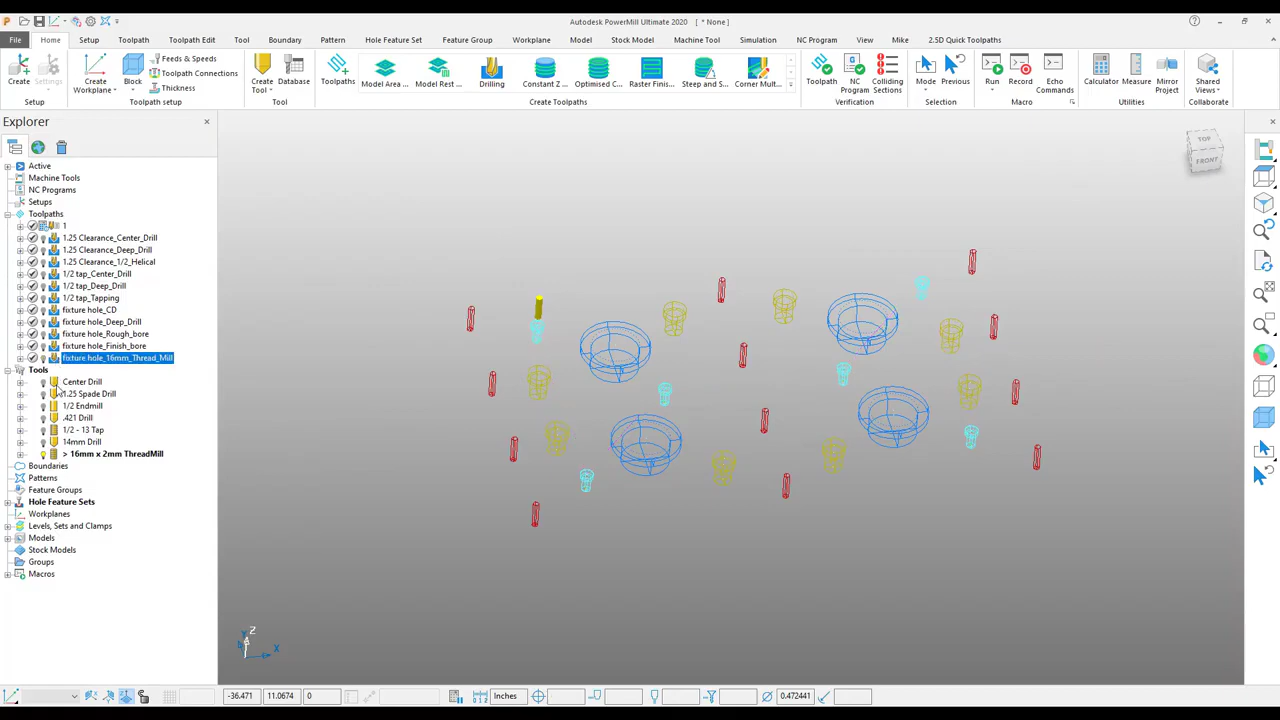 Autodesk PowerMill Ultimate 2020 [ * None ]
File Home Setup Toolpath Toolpath Edit Tool Boundary Pattern Hole Feature Set Feature Group Workplane Model Stock Model Machine Tool Simulation NC Program View Mike 2.5D Quick Toolpaths
Create Settings Create Workplane Block Feeds & Speeds Toolpath Connections Thickness Create Tool Database Toolpaths Model Area ... Model Rest ... Drilling Constant Z ... Optimised C... Raster Finis... Steep and S... Corner Mult... Toolpath NC Program Collided Sections Mode Previous Run Record Echo Commands Calculator Measure Mirror Project Shared Views
Setup Toolpath setup Tool Create Toolpaths Verification Selection Macro Utilities Collaborate
Explorer
TOP
FRONT
Active
Machine Tools
NC Programs
Setups
Toolpaths
1
1.25 Clearance_Center_Drill
1.25 Clearance_Deep_Drill
1.25 Clearance_1/2_Helical
1/2 tap_Center_Drill
1/2 tap_Deep_Drill
1/2 tap_Tapping
fixture hole_CD
fixture hole_Deep_Drill
fixture hole_Rough_bore
fixture hole_Finish_bore
fixture hole_16mm_Thread_Mill
Tools
Center Drill
1.25 Spade Drill
1/2 Endmill
.421 Drill
1/2 - 13 Tap
14mm Drill
> 16mm x 2mm ThreadMill
Boundaries
Patterns
Feature Groups
Hole Feature Sets
Workplanes
Levels, Sets and Clamps
Models
Stock Models
Groups
Macros
Z
Y
X
-36.471 11.0674 0 Inches 0.472441